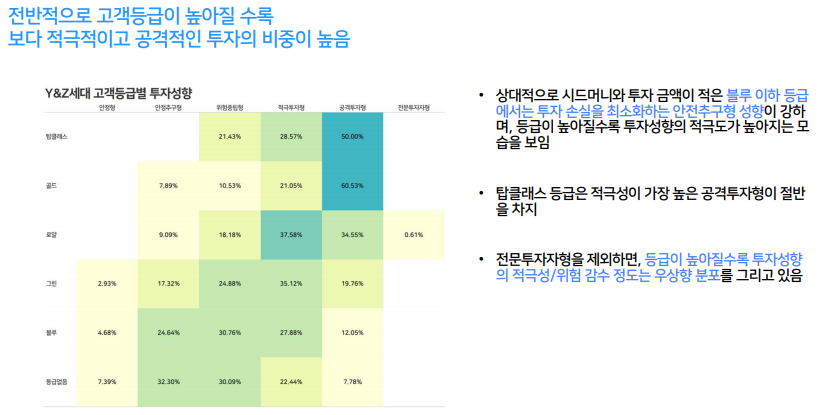 전반적으로 고객등급이 높아질 수록
보다 적극적이고 공격적인 투자의 비중이 높음
Y&Z세대 고객등급별 투자성향
안정형 안정추구형 위험중립형 적극투자형 공격투자형 전문투자자형
탑클래스 21.43% 28.57% 50.00%
골드 7.89% 10.53% 21.05% 60.53%
로얄 9.09% 18.18% 37.58% 34.55% 0.61%
그린 2.93% 17.32% 24.88% 35.12% 19.76%
블루 4.68% 24.64% 30.76% 27.88% 12.05%
등급없음 7.39% 32.30% 30.09% 22.44% 7.78%
• 상대적으로 시드머니와 투자 금액이 적은 블루 이하 등급
에서는 투자 손실을 최소화하는 안전추구형 성향이 강하
며, 등급이 높아질수록 투자성향의 적극도가 높아지는 모
습을 보임
• 탑클래스 등급은 적극성이 가장 높은 공격투자형이 절반
을 차지
• 전문투자자형을 제외하면, 등급이 높아질수록 투자성향
의 적극성/위험 감수 정도는 우상향 분포를 그리고 있음